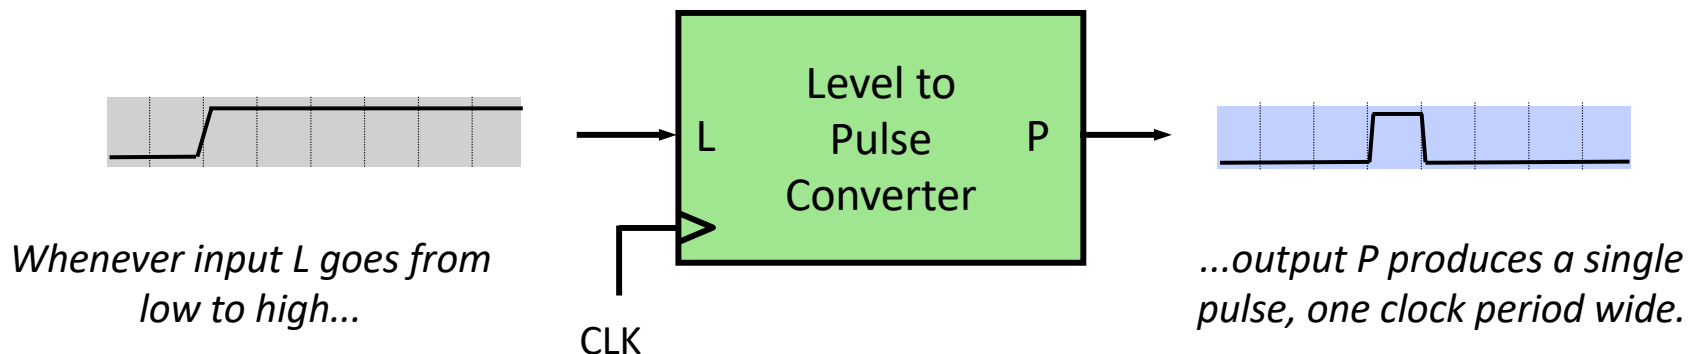 Level to
L Pulse P
Converter
Whenever input L goes from
low to high...
CLK
...output P produces a single
pulse, one clock period wide.